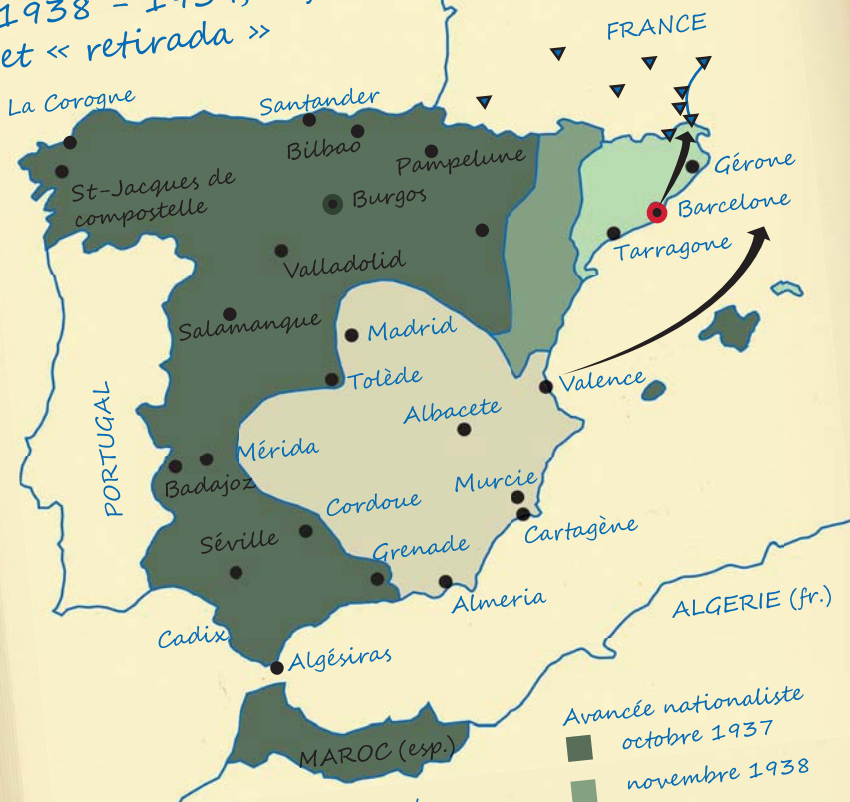 1938 - 1939,
et « retirada »
FRANCE
La Corogne
Santander
Bilbao
Pampelune
St-Jacques de
compostelle
Burgos
Gérone
Barcelone
Tarragone
Valladolid
Salamanque
Madrid
Tolède
Valence
Albacete
PORTUGAL
Mérida
Badajoz
Murcie
Cordoue
Cartagène
Séville
Grenade
Almeria
ALGERIE (fr.)
Cadix
Algésiras
MAROC (esp.)
Avancée nationaliste
octobre 1937
novembre 1938